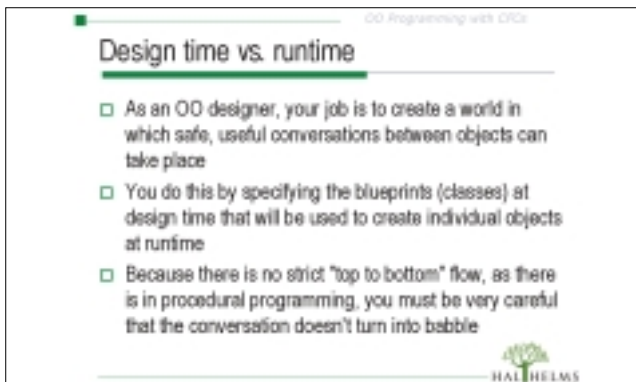 OO Programming with CFCs
Design time vs. runtime
As an OO designer, your job is to create a world in
which safe, useful conversations between objects can
take place
You do this by specifying the blueprints (classes) at
design time that will be used to create individual objects
at runtime
Because there is no strict "top to bottom" flow, as there
is in procedural programming, you must be very careful
that the conversation doesn't turn into babble
HAL HELMS